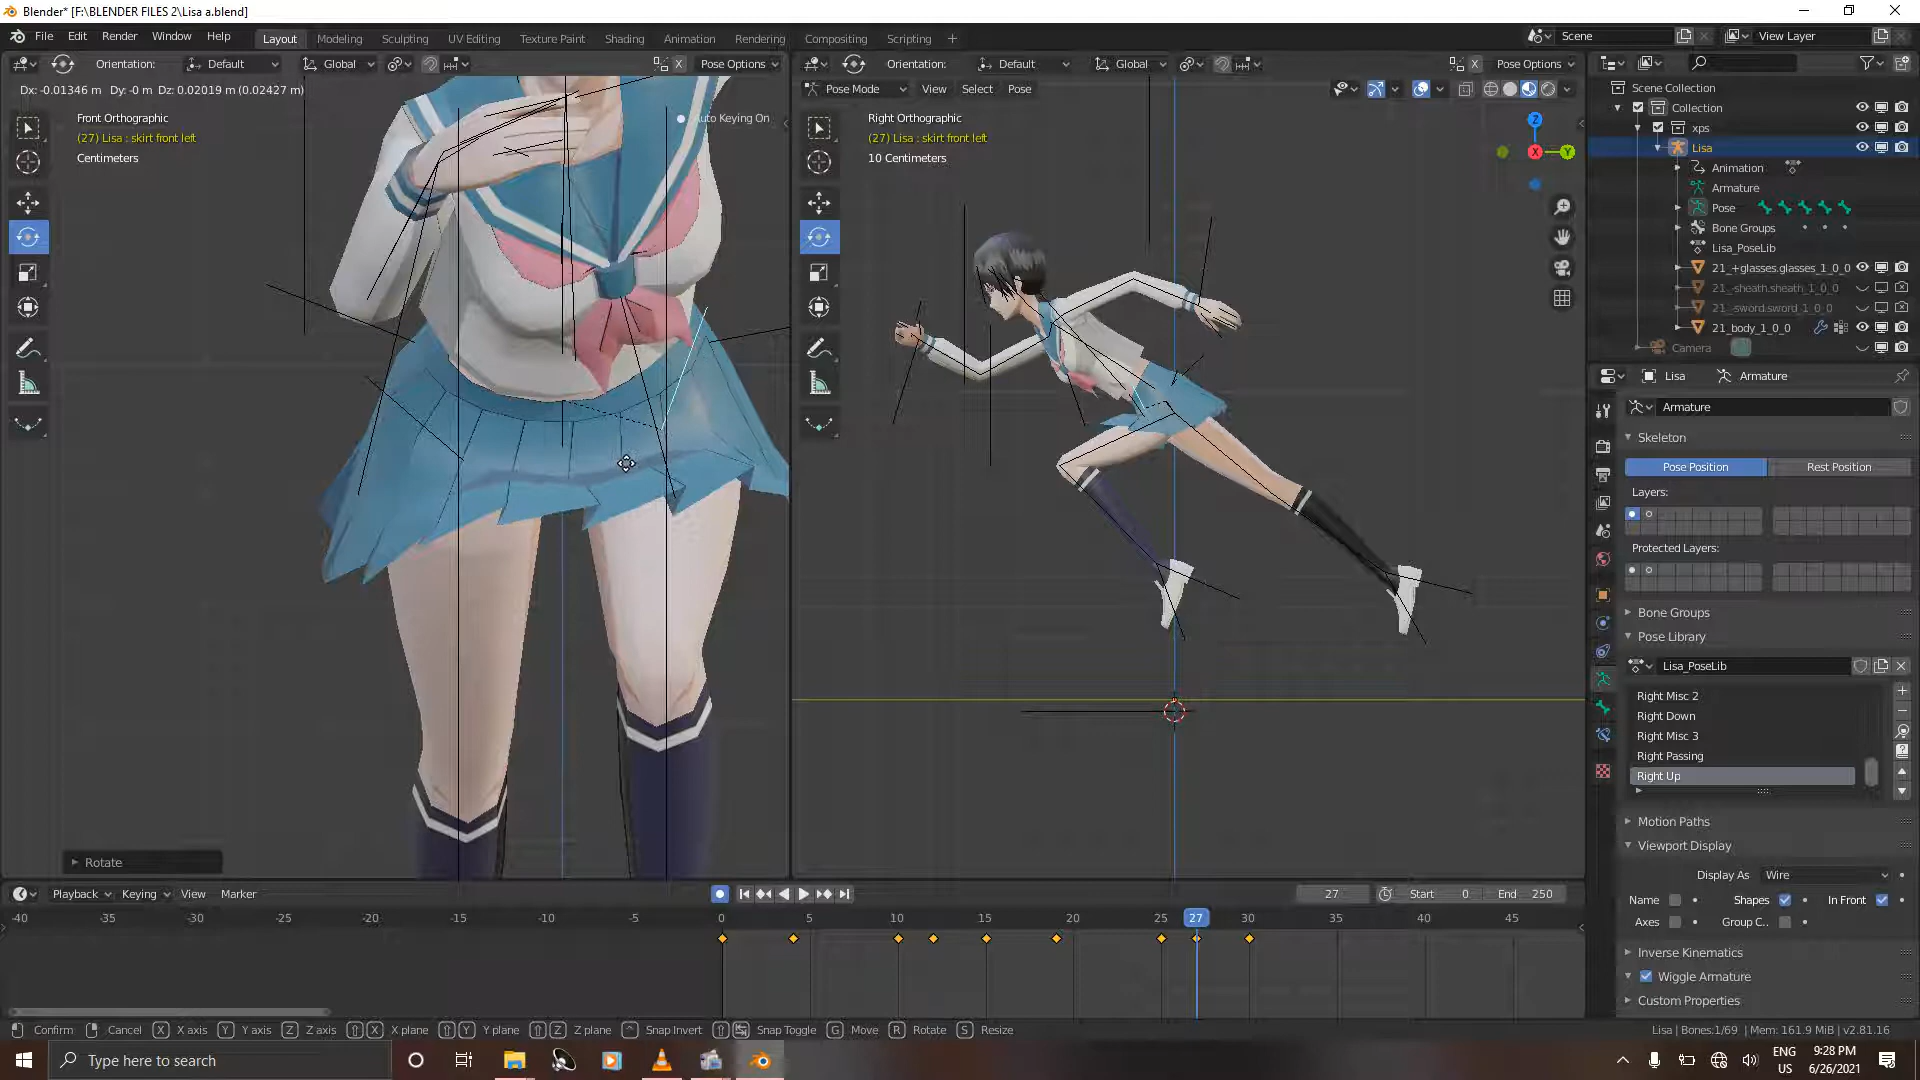 Blender* [F:\BLENDER FILES 2\Lisa a.blend]
File Edit Render Window Help Layout Modeling Sculpting UV Editing Texture Paint Shading Animation Rendering Compositing Scripting + Scene View Layer
Orientation: Default Global Pose Options
Orientation: Default Global Pose Options
Dx: -0.01346 m Dy: -0 m Dz: 0.02019 m (0.02427 m)
Pose Mode View Select Pose
Front Orthographic
(27) Lisa : skirt front left
Centimeters
Auto Keying On
Right Orthographic
(27) Lisa : skirt front left
10 Centimeters
Z
X
Y
Scene Collection
Collection
xps
Lisa
Animation
Armature
Pose
Bone Groups
Lisa_PoseLib
21_+glasses.glasses_1_0_0
21_-sheath.sheath_1_0_0
21_-sword.sword_1_0_0
21_body_1_0_0
Camera
Lisa Armature
Armature
Skeleton
Pose Position Rest Position
Layers:
Protected Layers:
Bone Groups
Pose Library
Lisa_PoseLib
Right Misc 2
Right Down
Right Misc 3
Right Passing
Right Up
Motion Paths
Viewport Display
Display As Wire
Name Shapes In Front
Axes Group C..
Inverse Kinematics
Wiggle Armature
Custom Properties
Rotate
Playback Keying View Marker 27 Start 0 End 250
-40 -35 -30 -25 -20 -15 -10 -5 0 5 10 15 20 25 27 30 35 40 45
Confirm Cancel X X axis Y Y axis Z Z axis X X plane Y Y plane Z Z plane Snap Invert Snap Toggle G Move R Rotate S Resize
Lisa | Bones:1/69 | Mem: 161.9 MiB | v2.81.16
Type here to search
ENG
US
9:28 PM
6/26/2021